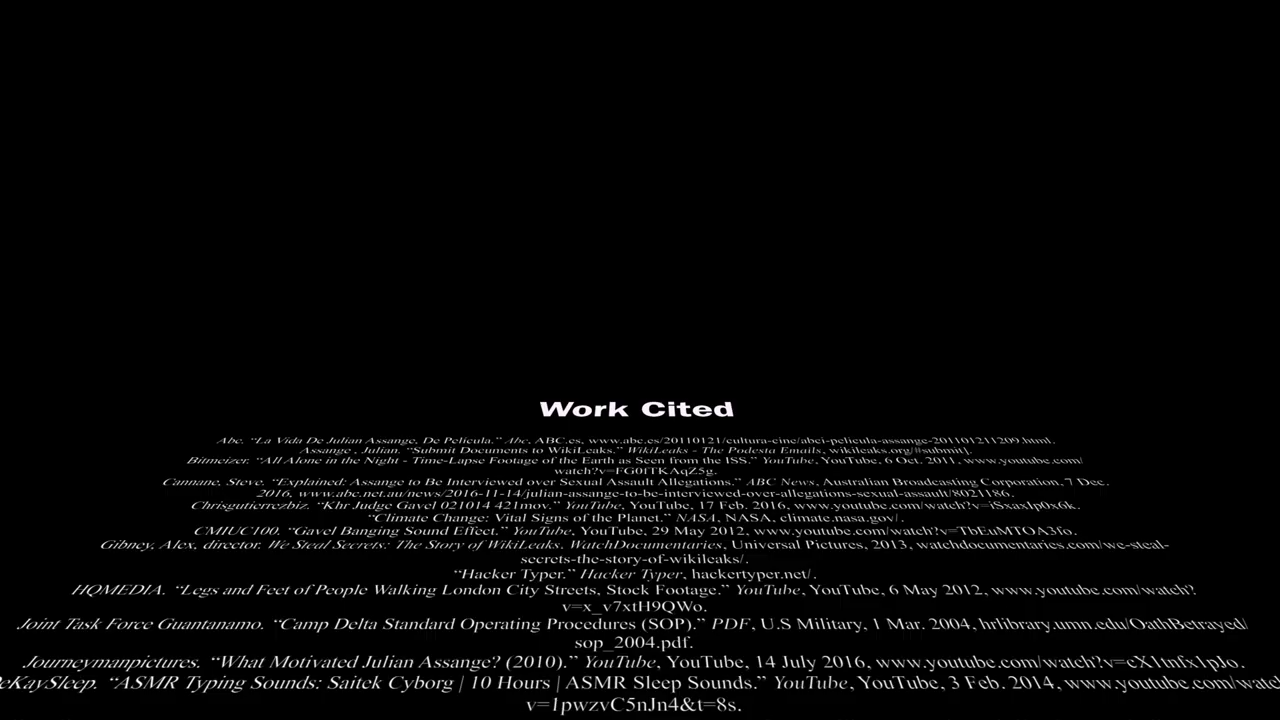 Work Cited
Abc. “La Vida De Julian Assange, De Película.” Abc, ABC.es, www.abc.es/20110121/cultura-cine/abci-pelicula-assange-201101211209.html.
Assange , Julian. “Submit Documents to WikiLeaks.” WikiLeaks - The Podesta Emails, wikileaks.org/#submit].
Bitmeizer. “All Alone in the Night - Time-Lapse Footage of the Earth as Seen from the ISS.” YouTube, YouTube, 6 Oct. 2011, www.youtube.com/
watch?v=FG0fTKAqZ5g.
Cannane, Steve. “Explained: Assange to Be Interviewed over Sexual Assault Allegations.” ABC News, Australian Broadcasting Corporation, 7 Dec.
2016, www.abc.net.au/news/2016-11-14/julian-assange-to-be-interviewed-over-allegations-sexual-assault/8021186.
Chrisgutierrezbiz. “Khr Judge Gavel 021014 421mov.” YouTube, YouTube, 17 Feb. 2016,
“Climate Change: Vital Signs of the Planet.” NASA, NASA, climate.nasa.gov/.
CMIUC100. “Gavel Banging Sound Effect.” YouTube, YouTube, 29 May 2012, www.youtube.com/watch?v=TbEuMTOA3fo.
Gibney, Alex, director. We Steal Secrets: The Story of WikiLeaks. WatchDocumentaries, Universal Pictures, 2013, watchdocumentaries.com/we-steal-
secrets-the-story-of-wikileaks/.
“Hacker Typer.” Hacker Typer, hackertyper.net/.
HQMEDIA. “Legs and Feet of People Walking London City Streets, Stock Footage.” YouTube, YouTube, 6 May 2012, www.youtube.com/watch?
v=x_v7xtH9QWo.
Joint Task Force Guantanamo. “Camp Delta Standard Operating Procedures (SOP).” PDF, U.S Military, 1 Mar. 2004, hrlibrary.umn.edu/OathBetrayed/
sop_2004.pdf.
Journeymanpictures. “What Motivated Julian Assange? (2010).” YouTube, YouTube, 14 July 2016,
eKaySleep. “ASMR Typing Sounds: Saitek Cyborg | 10 Hours | ASMR Sleep Sounds.” YouTube, YouTube, 3 Feb. 2014, www.youtube.com/watc
v=1pwzvC5nJn4&t=8s.